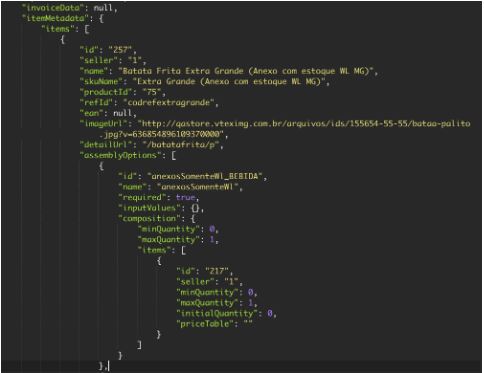 "invoiceData": null,
"itemMetadata": {
"items": [
{
"id": "257",
"seller": "1",
"name": "Batata Frita Extra Grande (Anexo com estoque WL MG)",
"skuName": "Extra Grande (Anexo com estoque WL MG)",
"productId": "75",
"refId": "codrefextragrande",
"ean": null,
"imageUrl": "http://qastore.vteximg.com.br/arquivos/ids/155654-55-55/bataa-palito
.jpg?v=636854896109370000",
"detailUrl": "/batatafrita/p",
"assemblyOptions": [
{
"id": "anexosSomenteWl_BEBIDA",
"name": "anexosSomenteWl",
"required": true,
"inputValues": {},
"composition": {
"minQuantity": 0,
"maxQuantity": 1,
"items": [
{
"id": "217",
"seller": "1",
"minQuantity": 0,
"maxQuantity": 1,
"initialQuantity": 0,
"priceTable": ""
}
]
}
},